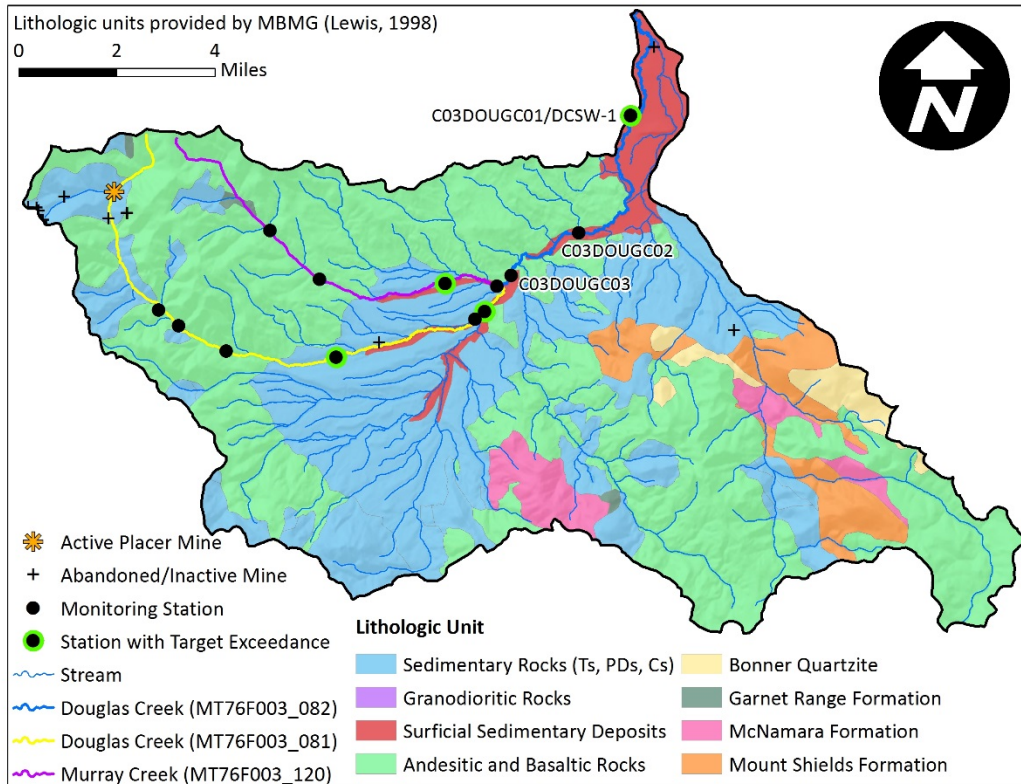 Lithologic units provided by MBMG (Lewis, 1998)
0 2 4
Miles
N
C03DOUGC01/DCSW-1
C03DOUGC02
C03DOUGC03
Active Placer Mine
Abandoned/Inactive Mine
Monitoring Station
Station with Target Exceedance
Stream
Douglas Creek (MT76F003_082)
Douglas Creek (MT76F003_081)
Murray Creek (MT76F003_120)
Lithologic Unit
Sedimentary Rocks (Ts, PDs, Cs)
Granodioritic Rocks
Surficial Sedimentary Deposits
Andesitic and Basaltic Rocks
Bonner Quartzite
Garnet Range Formation
McNamara Formation
Mount Shields Formation